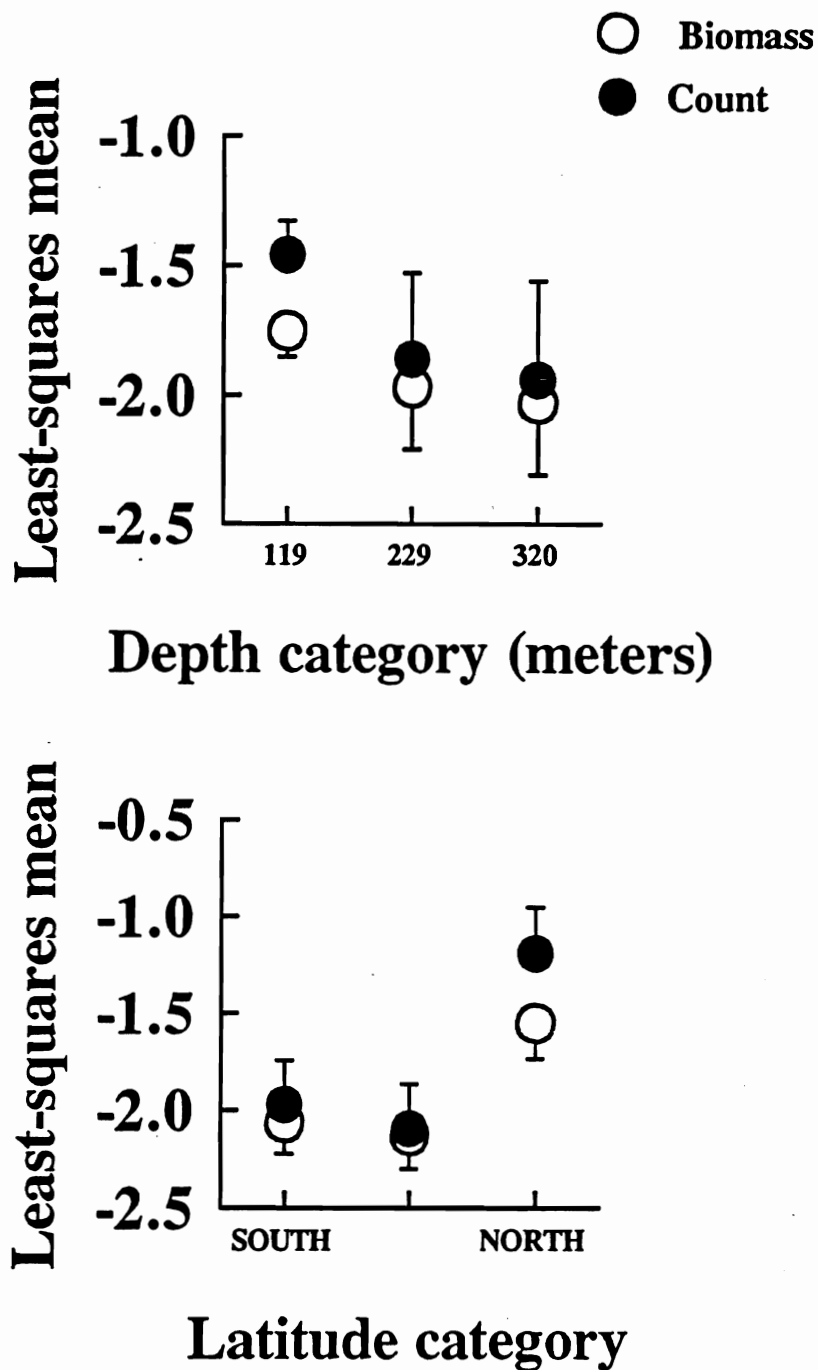 Biomass
Count
Least-squares mean
-1.0
-1.5
-2.0
-2.5
119 229 320
Depth category (meters)
Least-squares mean
-0.5
-1.0
-1.5
-2.0
-2.5
SOUTH NORTH
Latitude category